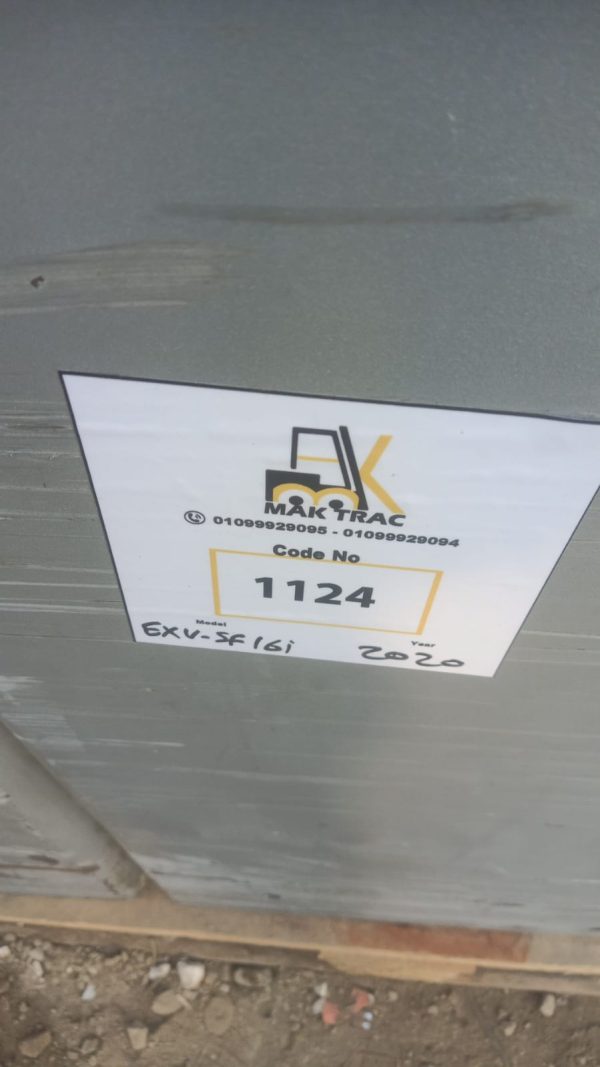 MAK TRAC
01099929095 - 01099929094
Code No
1124
Model
Year
EXV-SF16i
2020